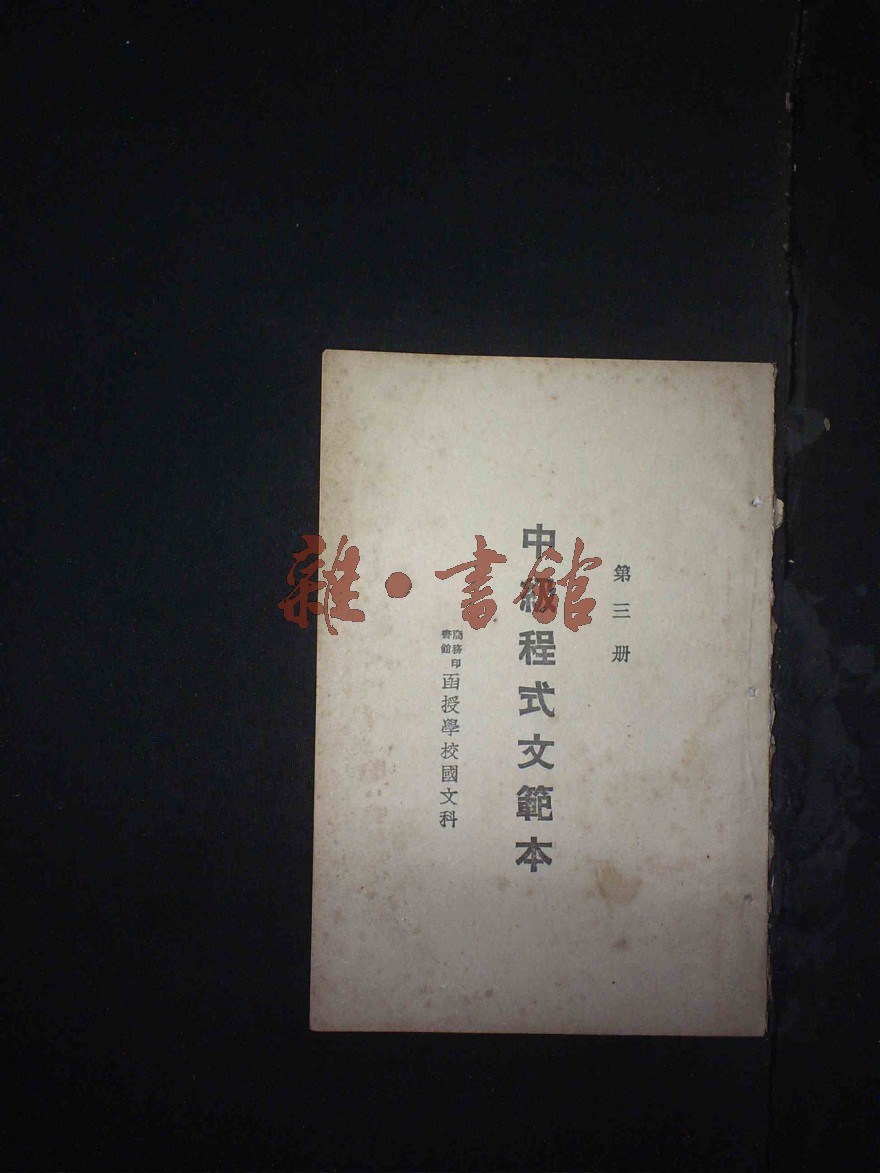 第三册
中級程式文範本
商務印書館函授學校國文科
雜·書館